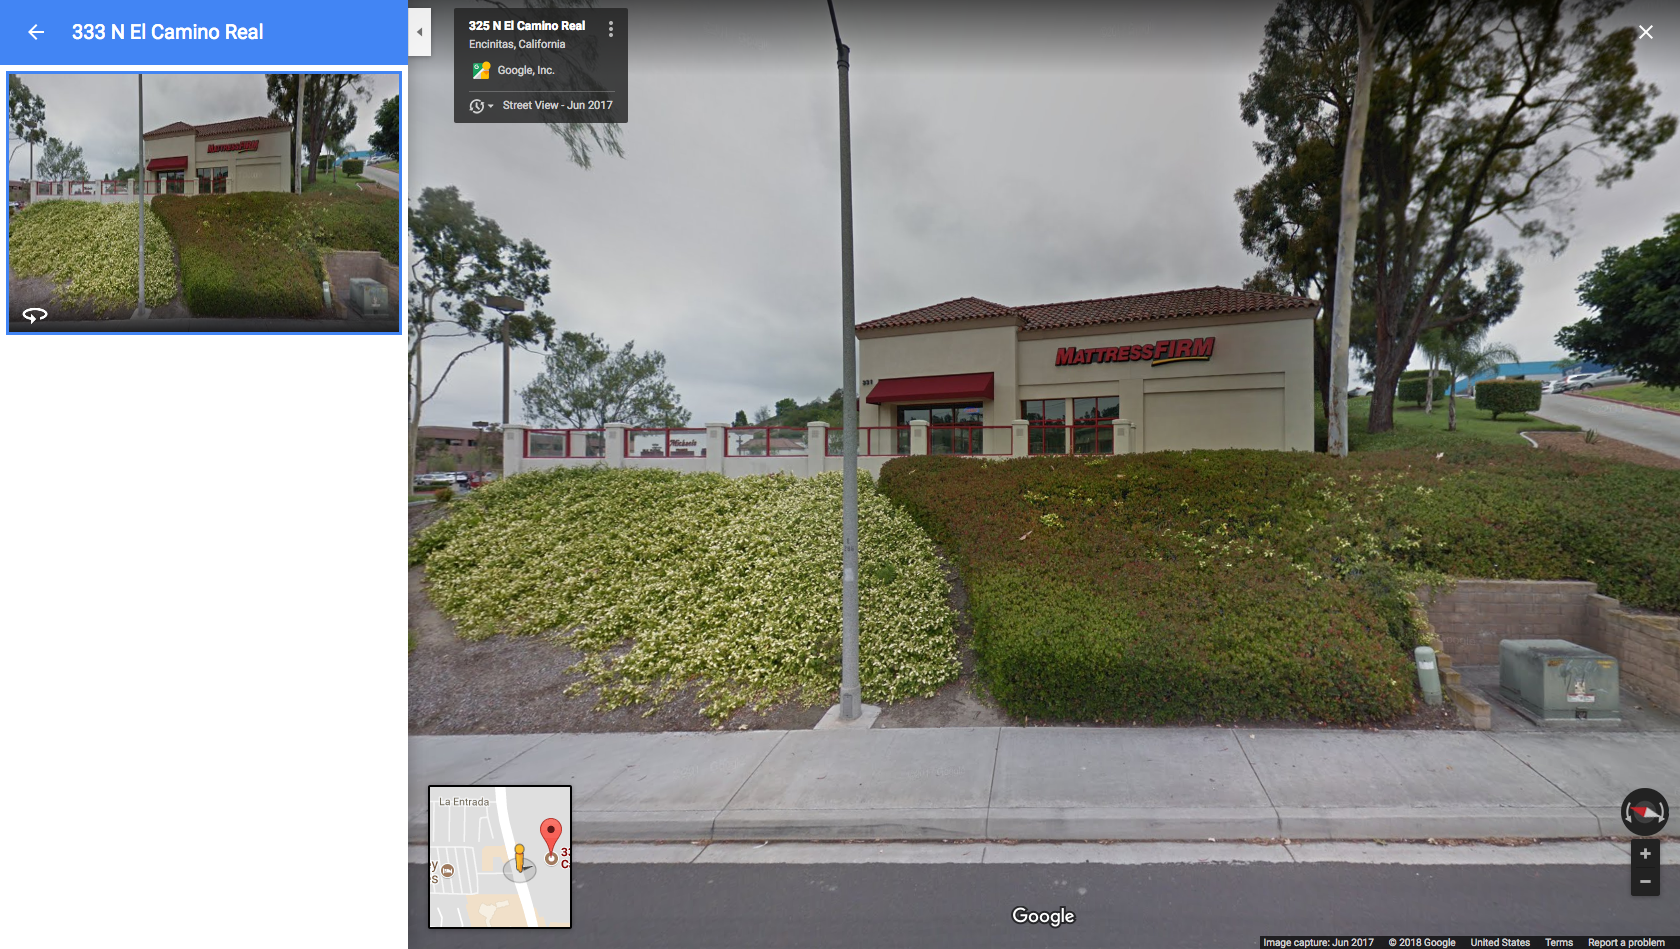 333 N El Camino Real
325 N El Camino Real
Encinitas, California
Google, Inc.
Street View - Jun 2017
MATTRESSFIRM
MATTRESSFIRM
331
Michaels
La Entrada
Google
Image capture: Jun 2017
© 2018 Google
United States
Terms
Report a problem